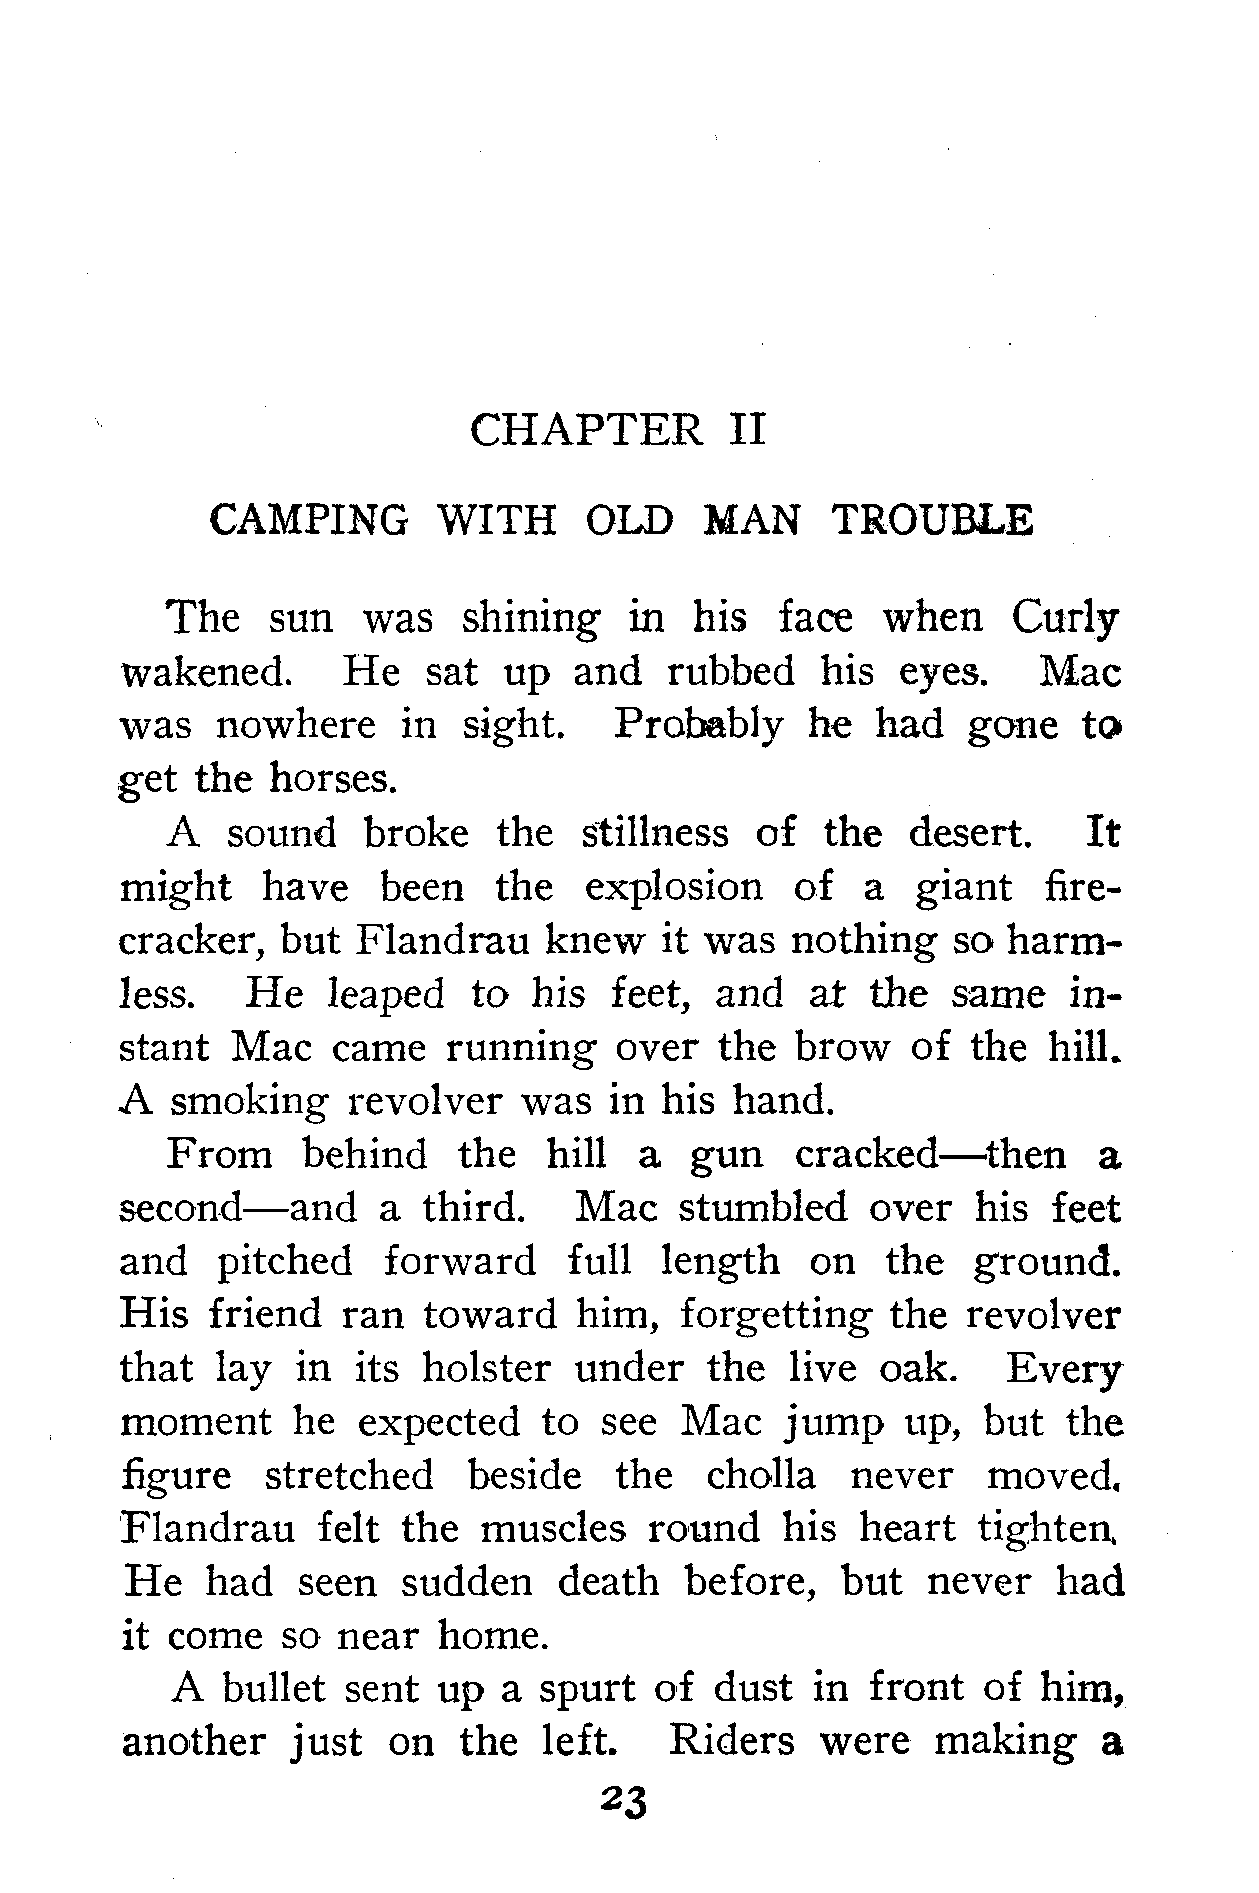 CHAPTER II
CAMPING WITH OLD MAN TROUBLE
The sun was shining in his face when Curly
wakened. He sat up and rubbed his eyes. Mac
was nowhere in sight. Probably he had gone to
get the horses.
A sound broke the stillness of the desert. It
might have been the explosion of a giant fire-
cracker, but Flandrau knew it was nothing so harm-
less. He leaped to his feet, and at the same in-
stant Mac came running over the brow of the hill.
A smoking revolver was in his hand.
From behind the hill a gun cracked—then a
second—and a third. Mac stumbled over his feet
and pitched forward full length on the ground.
His friend ran toward him, forgetting the revolver
that lay in its holster under the live oak. Every
moment he expected to see Mac jump up, but the
figure stretched beside the cholla never moved.
Flandrau felt the muscles round his heart tighten.
He had seen sudden death before, but never had
it come so near home.
A bullet sent up a spurt of dust in front of him,
another just on the left. Riders were making a
23